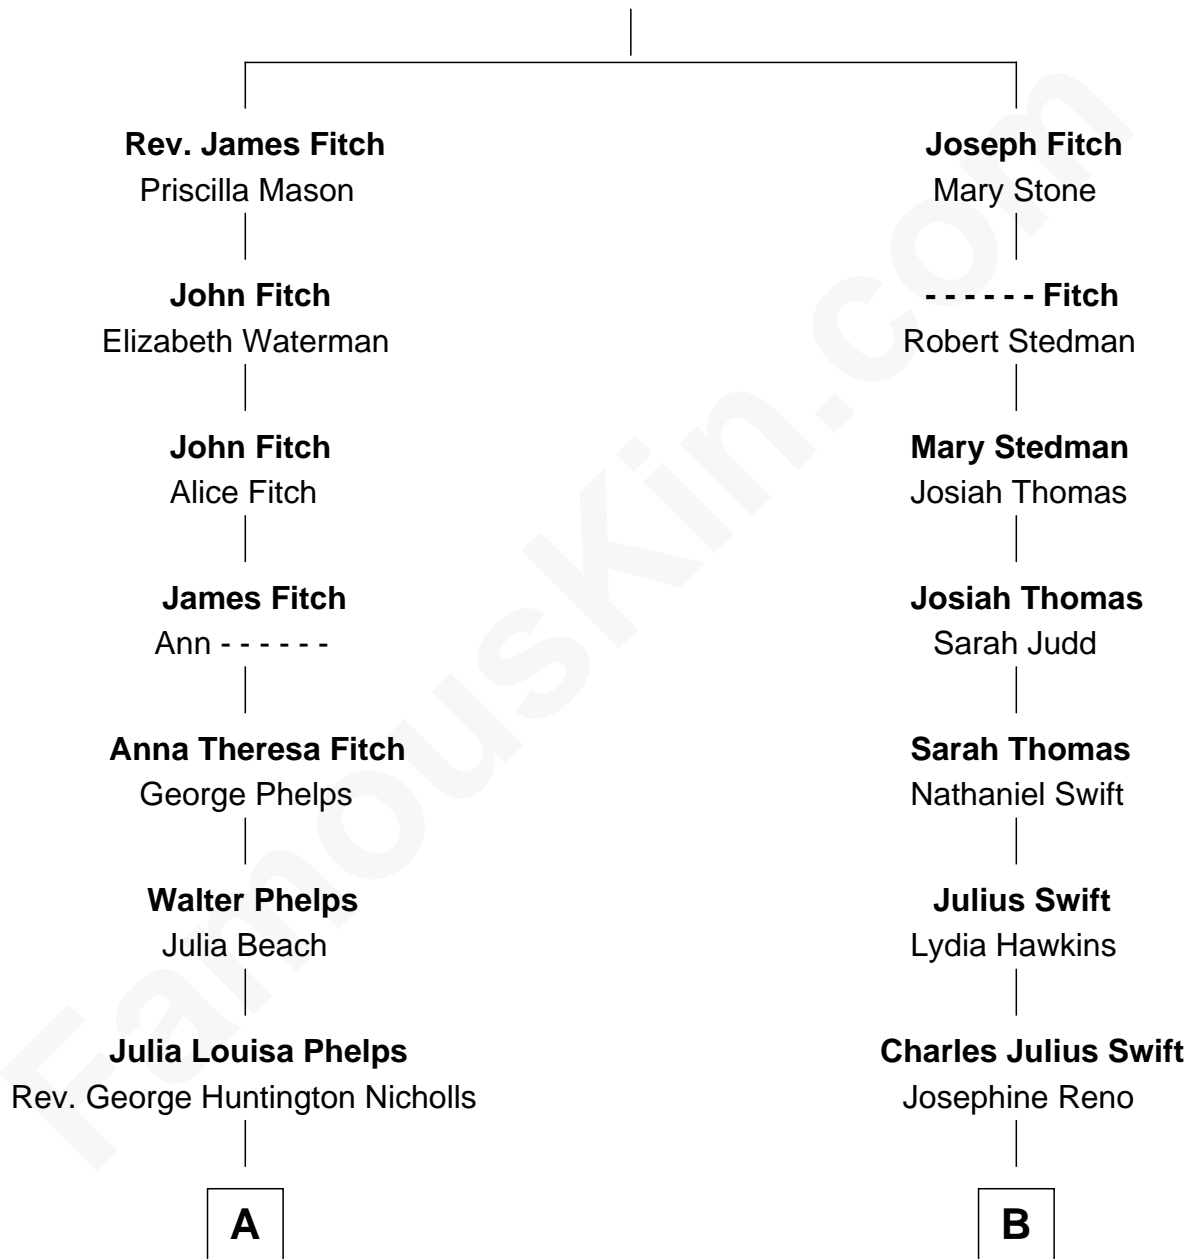 Rev. James Fitch
Priscilla Mason
John Fitch
Elizabeth Waterman
John Fitch
Alice Fitch
James Fitch
Ann - - - - - -
Anna Theresa Fitch
George Phelps
Walter Phelps
Julia Beach
Julia Louisa Phelps
Rev. George Huntington Nicholls
A
Joseph Fitch
Mary Stone
- - - - - - Fitch
Robert Stedman
Mary Stedman
Josiah Thomas
Josiah Thomas
Sarah Judd
Sarah Thomas
Nathaniel Swift
Julius Swift
Lydia Hawkins
Charles Julius Swift
Josephine Reno
B
FamousKin.com